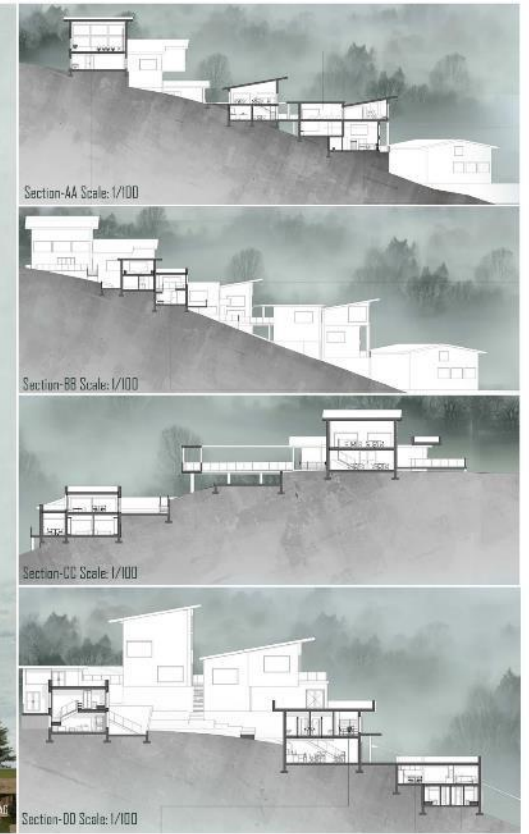 Section-AA Scale: 1/100
Section-BB Scale: 1/100
Section-CC Scale: 1/100
Section-DD Scale: 1/100